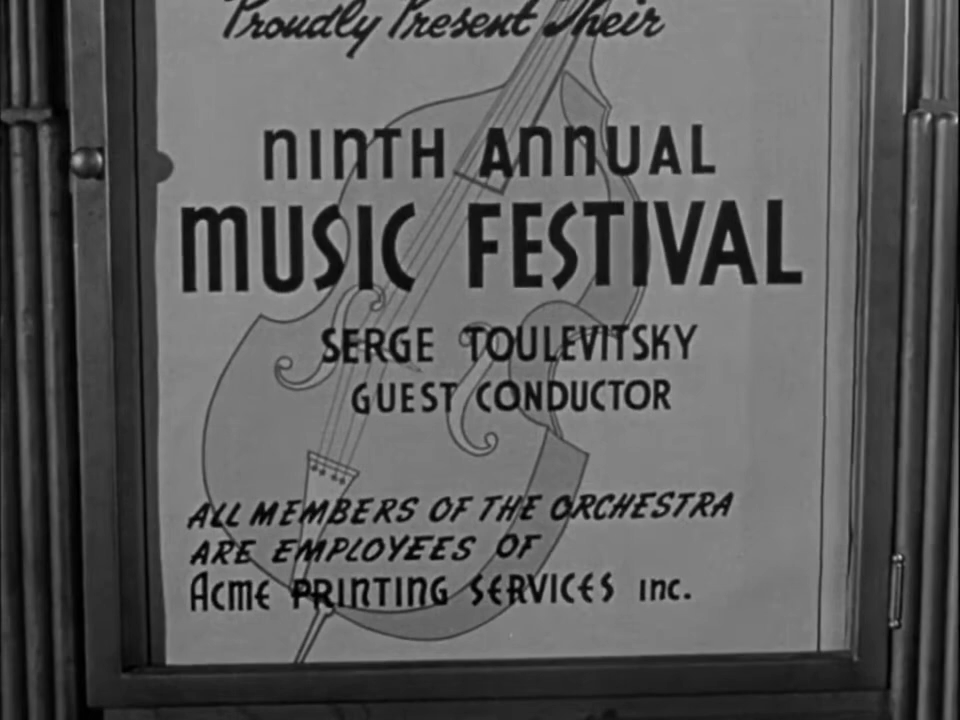 Proudly Present Their
NINTH ANNUAL
MUSIC FESTIVAL
SERGE TOULEVITSKY
GUEST CONDUCTOR
ALL MEMBERS OF THE ORCHESTRA
ARE EMPLOYEES OF
ACME PRINTING SERVICES INC.